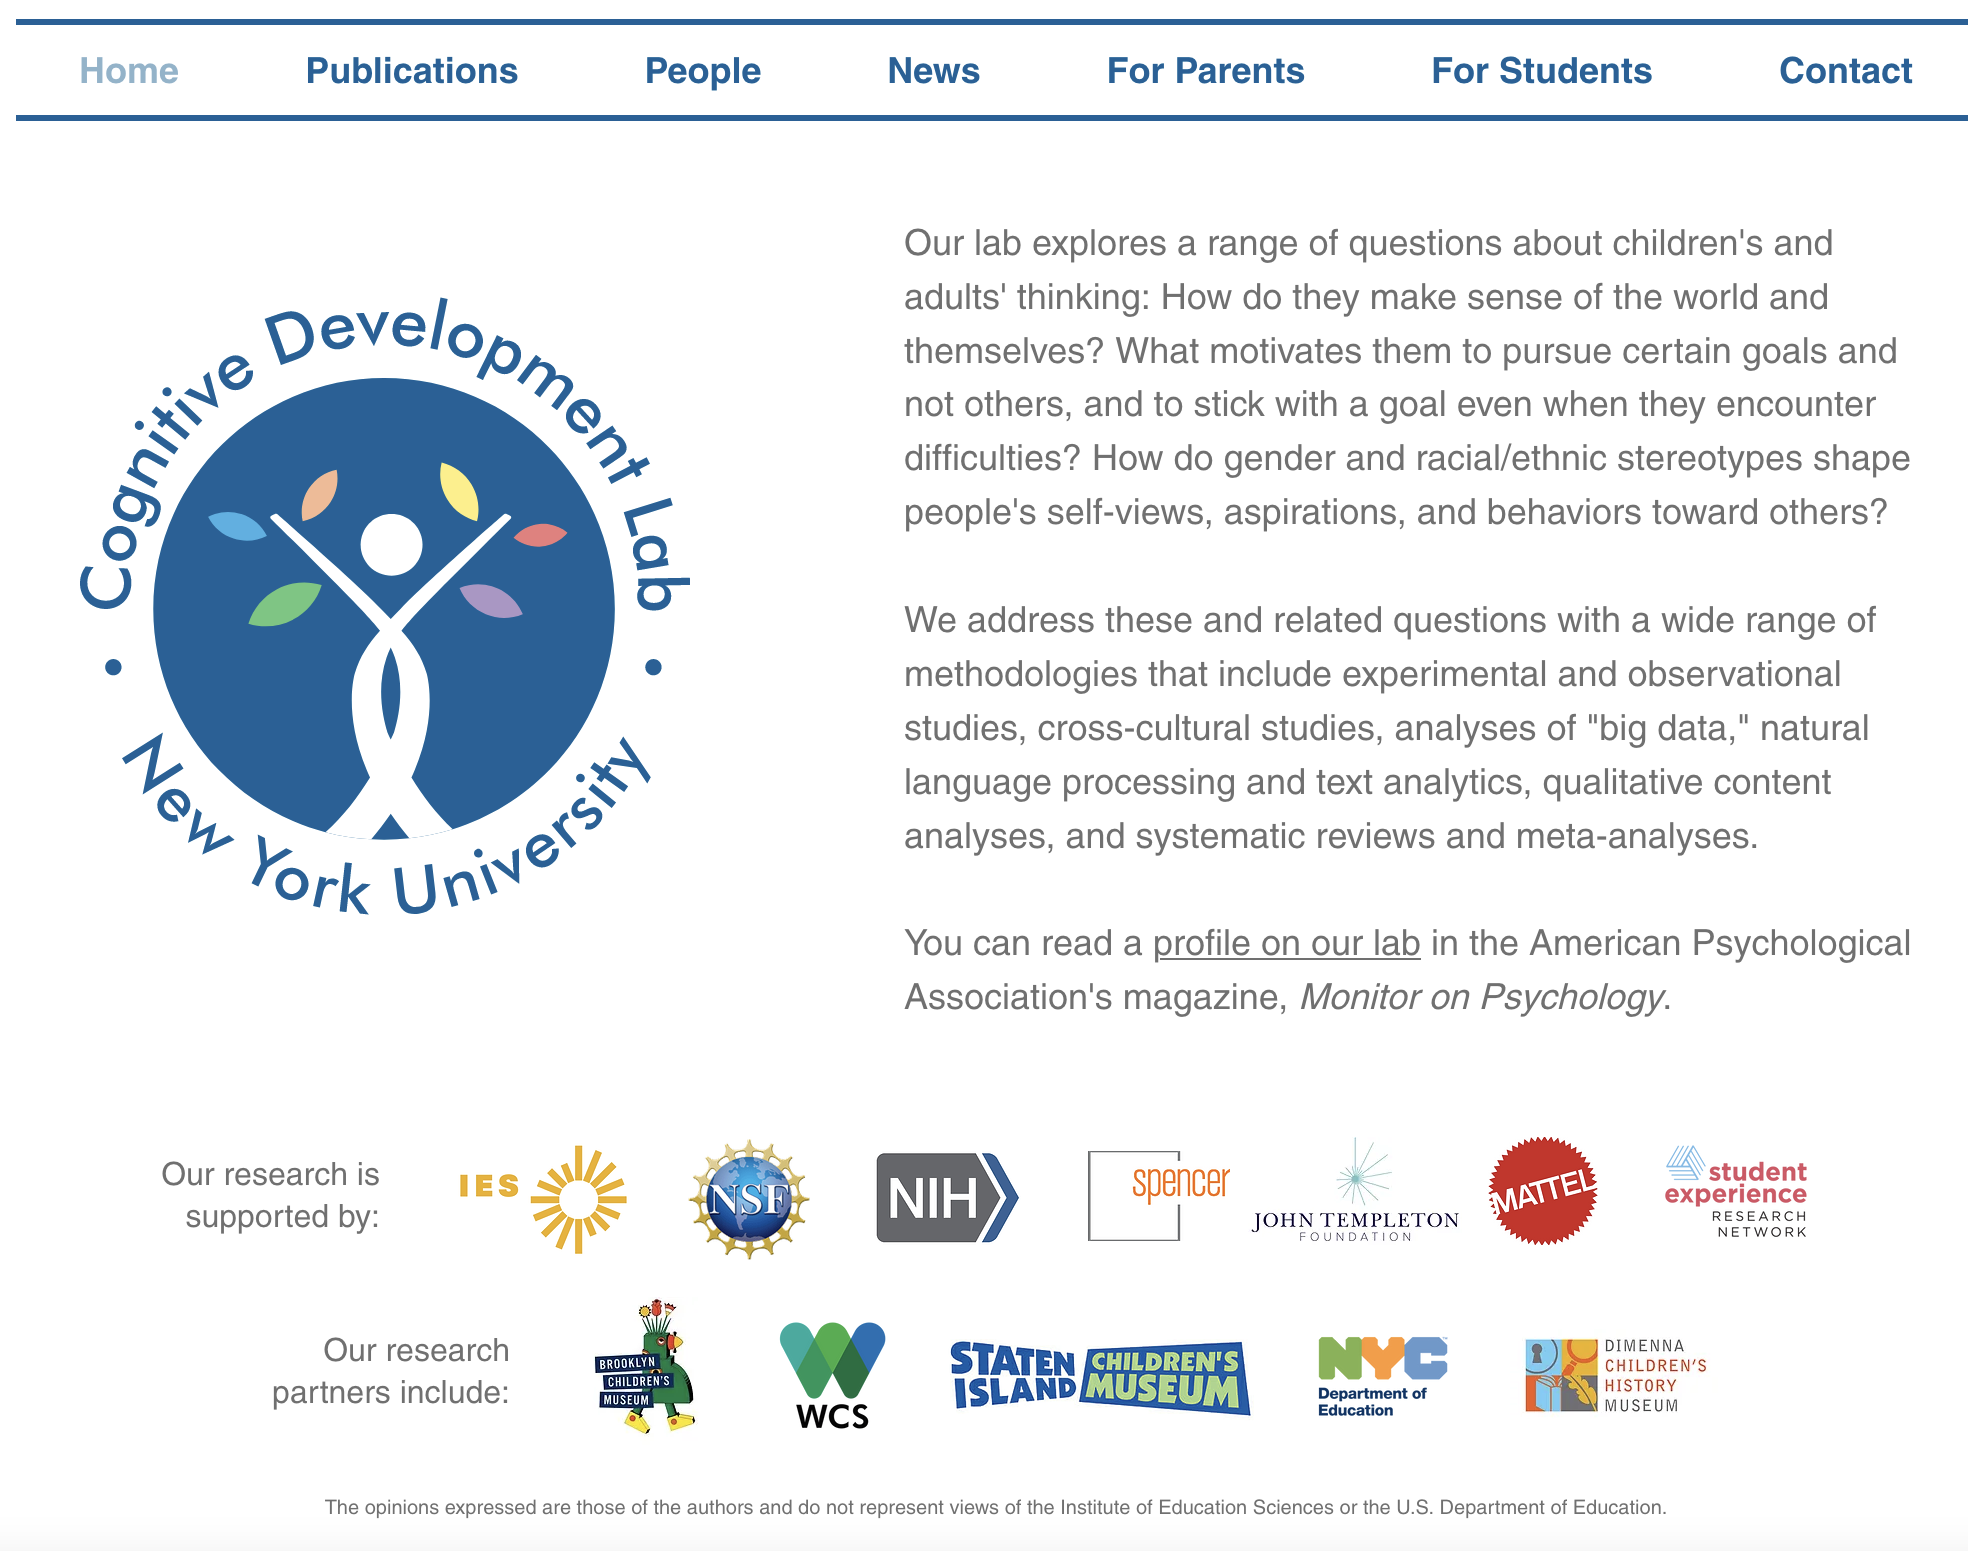 Home Publications People News For Parents For Students Contact
Cognitive Development Lab
• New York University •
Our lab explores a range of questions about children's and
adults' thinking: How do they make sense of the world and
themselves? What motivates them to pursue certain goals and
not others, and to stick with a goal even when they encounter
difficulties? How do gender and racial/ethnic stereotypes shape
people's self-views, aspirations, and behaviors toward others?
We address these and related questions with a wide range of
methodologies that include experimental and observational
studies, cross-cultural studies, analyses of "big data," natural
language processing and text analytics, qualitative content
analyses, and systematic reviews and meta-analyses.
You can read a profile on our lab in the American Psychological
Association's magazine, Monitor on Psychology.
Our research is
supported by:
IES
NSF
NIH
spencer
JOHN TEMPLETON
FOUNDATION
MATTEL
student
experience
RESEARCH
NETWORK
Our research
partners include:
BROOKLYN
CHILDREN'S
MUSEUM
WCS
STATEN
ISLAND
CHILDREN'S
MUSEUM
NYC
Department of
Education
DIMENNA
CHILDREN'S
HISTORY
MUSEUM
The opinions expressed are those of the authors and do not represent views of the Institute of Education Sciences or the U.S. Department of Education.